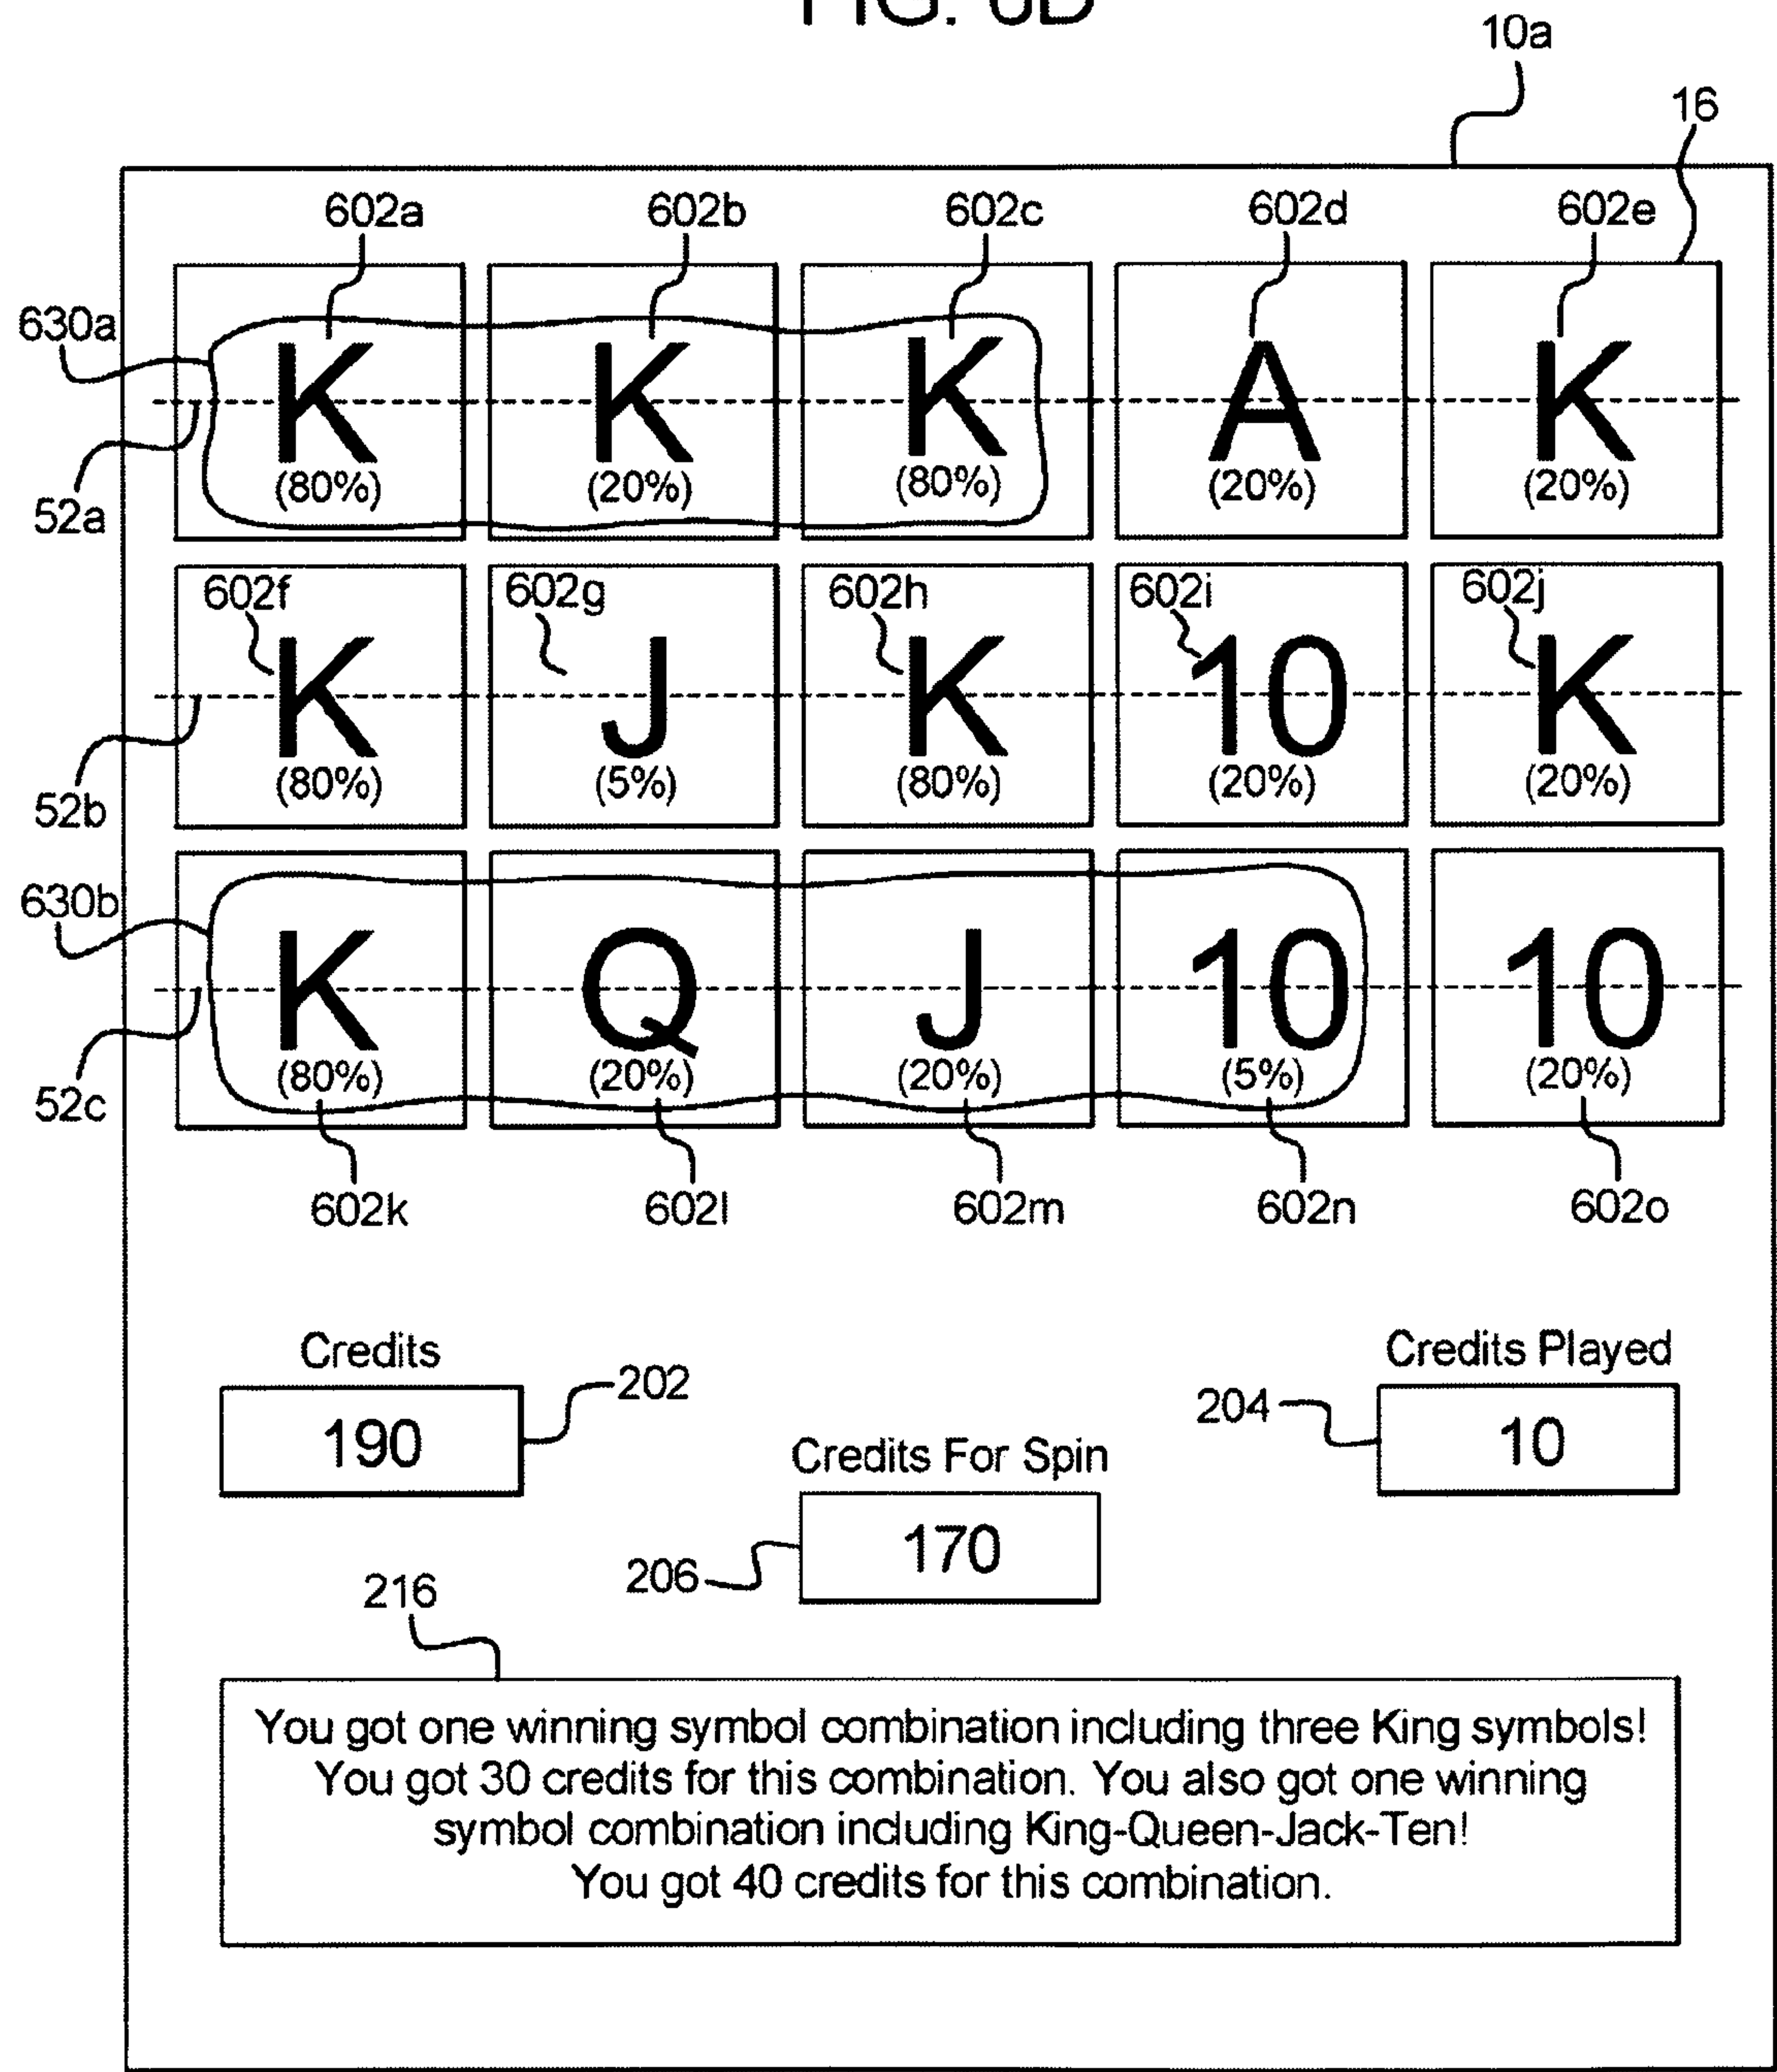 10a
16
602a 602b 602c 602d 602e
630a
K K K A K
(80%) (20%) (80%) (20%) (20%)
52a
602f 602g 602h 602i 602j
K J K 10 K
(80%) (5%) (80%) (20%) (20%)
52b
630b
K Q J 10 10
(80%) (20%) (20%) (5%) (20%)
52c
602k 602l 602m 602n 602o
Credits Credits Played
202
204
190 10
Credits For Spin
170
206
216
You got one winning symbol combination including three King symbols!
You got 30 credits for this combination. You also got one winning
symbol combination including King-Queen-Jack-Ten!
You got 40 credits for this combination.